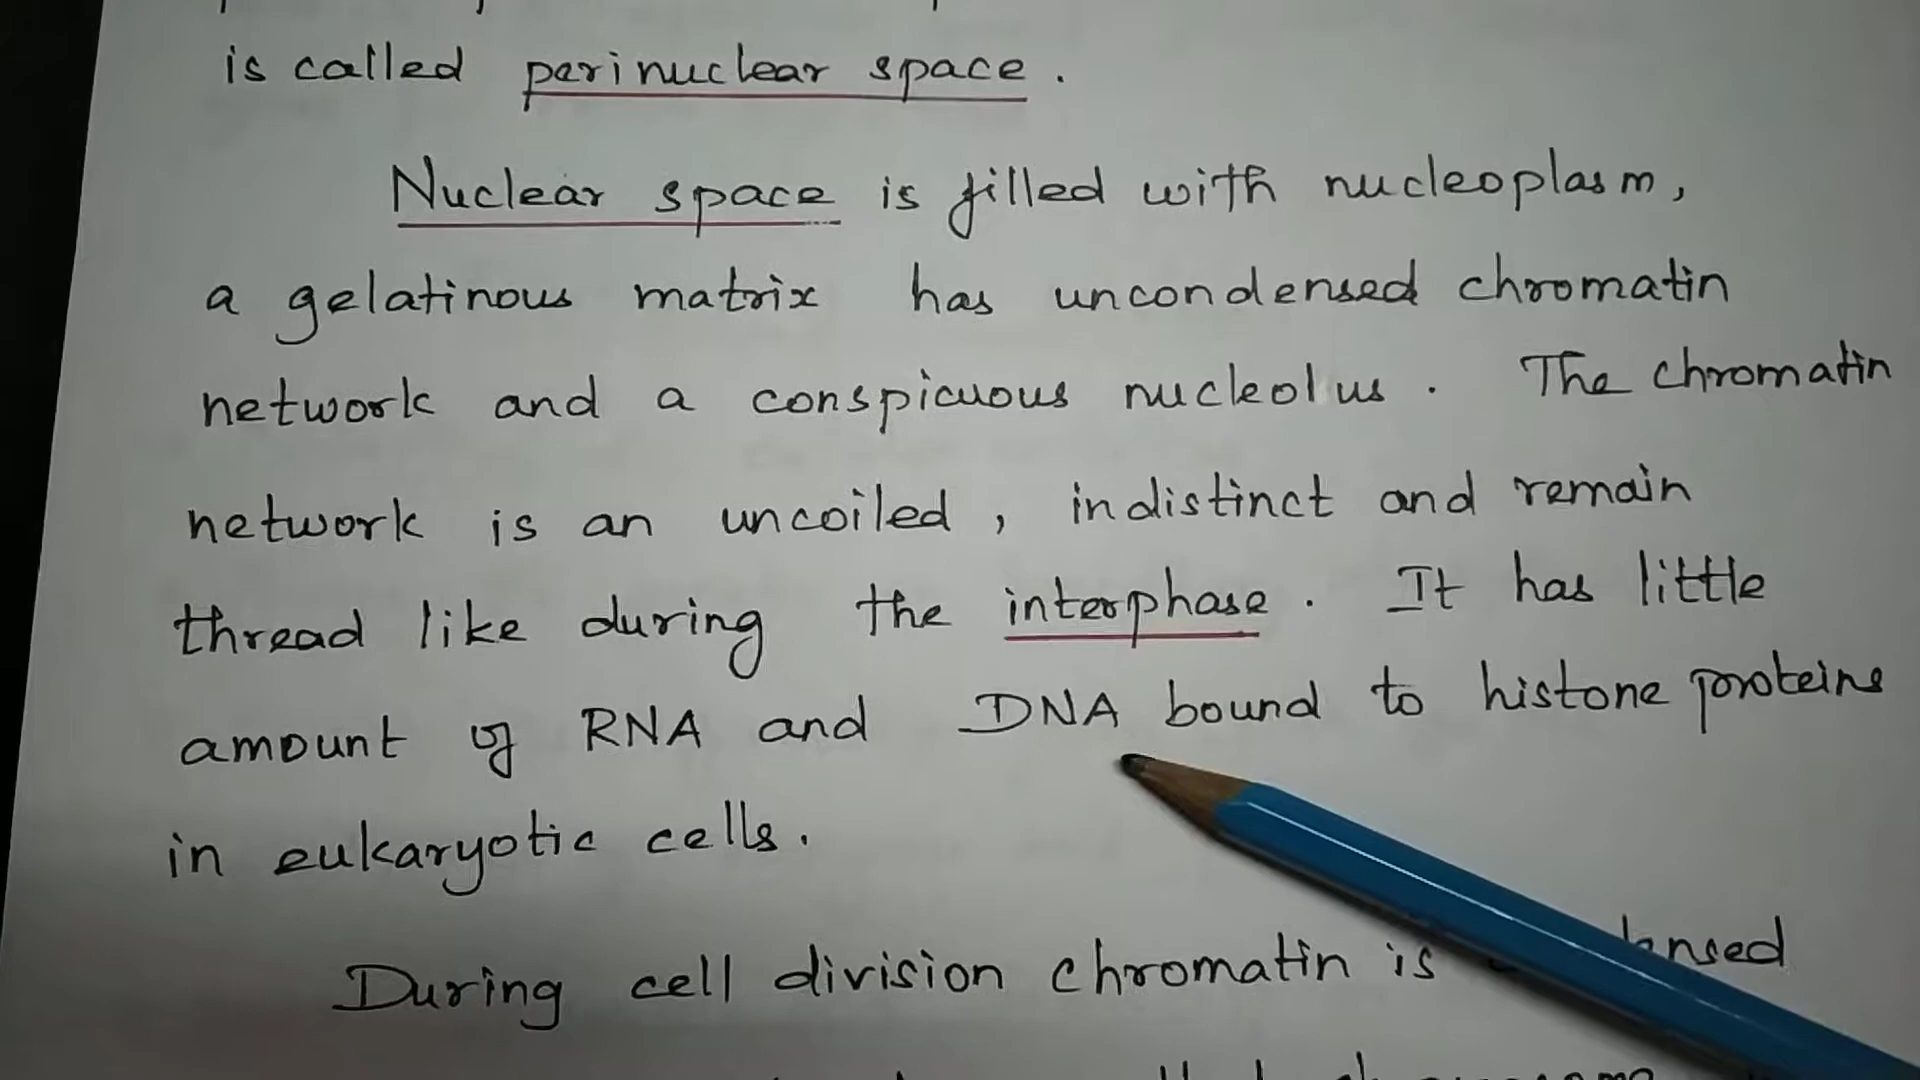 is called perinuclear space.
Nuclear space is filled with nucleoplasm,
a gelatinous matrix has uncondensed chromatin
network and a conspicuous nucleolus. The chromatin
network is an uncoiled, indistinct and remain
thread like during the interphase. It has little
amount of RNA and DNA bound to histone proteins
in eukaryotic cells.
During cell division chromatin is